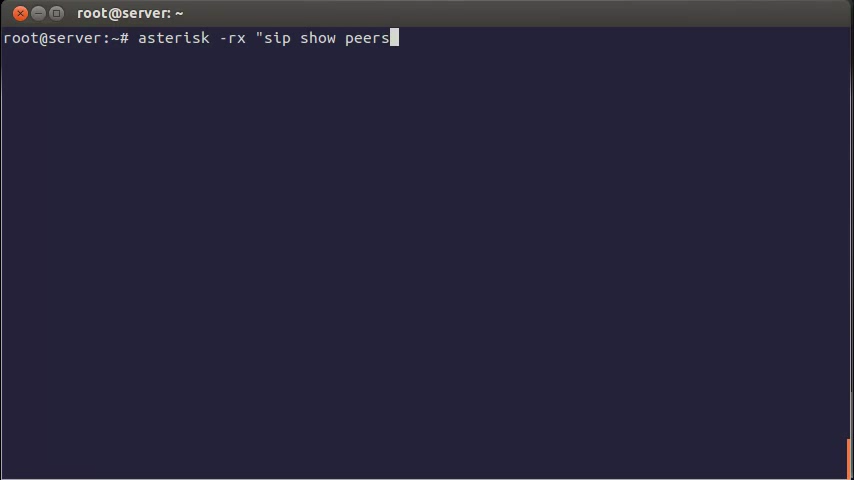 root@server: ~
root@server:~# asterisk -rx "sip show peers